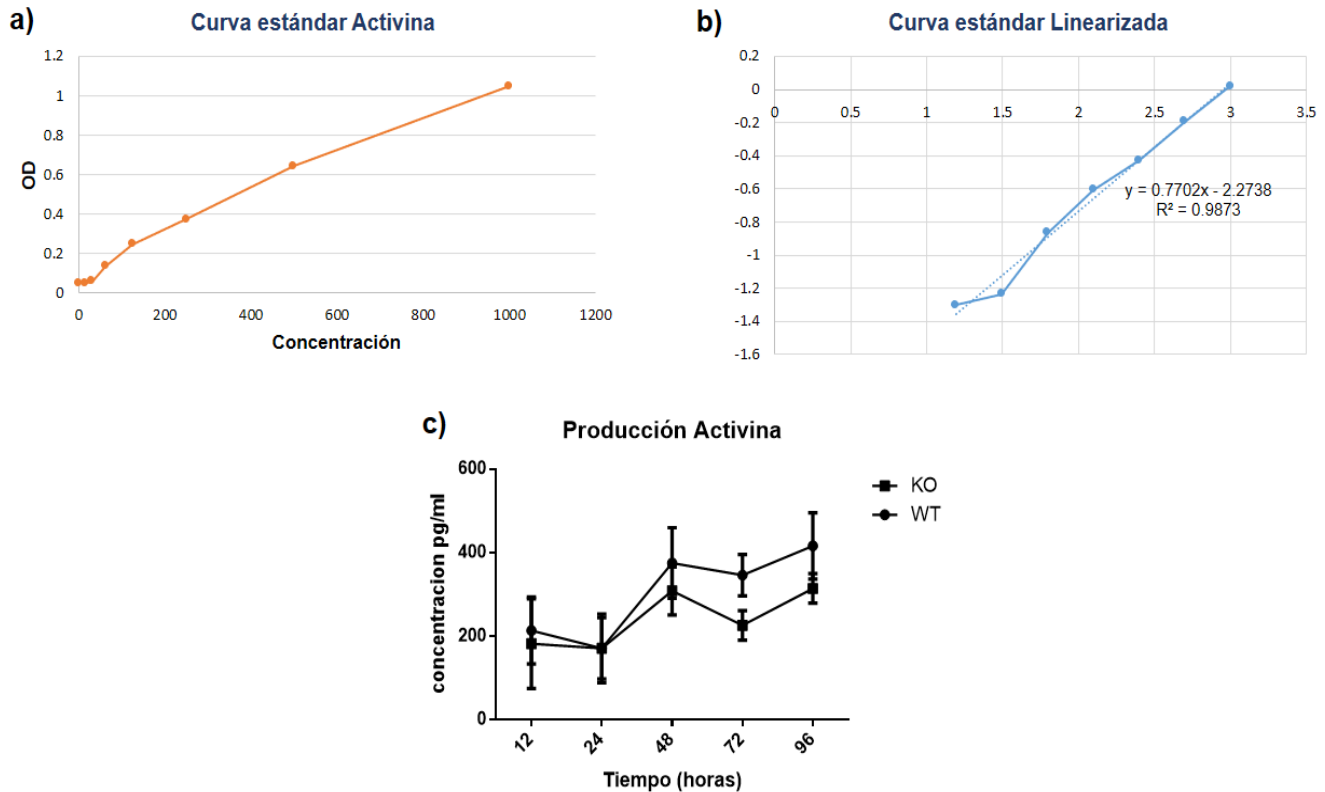 a)
Curva estándar Activina
1.2
1
0.8
0.6
0.4
0.2
0
OD
0 200 400 600 800 1000 1200
Concentración
b)
Curva estándar Linearizada
0.2
0
-0.2
-0.4
-0.6
-0.8
-1
-1.2
-1.4
-1.6
0 0.5 1 1.5 2 2.5 3 3.5
y = 0.7702x - 2.2738
R² = 0.9873
c)
Producción Activina
600
400
200
0
concentracion pg/ml
12 24 48 72 96
Tiempo (horas)
KO
WT